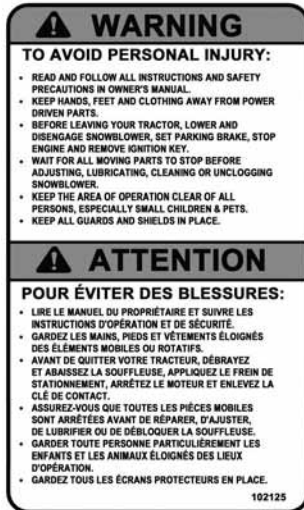 WARNING
TO AVOID PERSONAL INJURY:
• READ AND FOLLOW ALL INSTRUCTIONS AND SAFETY
PRECAUTIONS IN OWNER'S MANUAL.
• KEEP HANDS, FEET AND CLOTHING AWAY FROM POWER
DRIVEN PARTS.
• BEFORE LEAVING YOUR TRACTOR, LOWER AND
DISENGAGE SNOWBLOWER, SET PARKING BRAKE, STOP
ENGINE AND REMOVE IGNITION KEY.
• WAIT FOR ALL MOVING PARTS TO STOP BEFORE
ADJUSTING, LUBRICATING, CLEANING OR UNCLOGGING
SNOWBLOWER.
• KEEP THE AREA OF OPERATION CLEAR OF ALL
PERSONS, ESPECIALLY SMALL CHILDREN & PETS.
• KEEP ALL GUARDS AND SHIELDS IN PLACE.
ATTENTION
POUR ÉVITER DES BLESSURES:
• LIRE LE MANUEL DU PROPRIÉTAIRE ET SUIVRE LES
INSTRUCTIONS D'OPÉRATION ET DE SÉCURITÉ.
• GARDEZ LES MAINS, PIEDS ET VÊTEMENTS ÉLOIGNÉS
DES ÉLÉMENTS MOBILES OU ROTATIFS.
• AVANT DE QUITTER VOTRE TRACTEUR, DÉBRAYEZ
ET ABAISSEZ LA SOUFFLEUSE, APPLIQUEZ LE FREIN DE
STATIONNEMENT, ARRÊTEZ LE MOTEUR ET ENLEVEZ LA
CLÉ DE CONTACT.
• ASSUREZ-VOUS QUE TOUTES LES PIÈCES MOBILES
SONT ARRÊTÉES AVANT DE RÉPARER, D'AJUSTER,
DE LUBRIFIER OU DE DÉBLOQUER LA SOUFFLEUSE.
• GARDER TOUTE PERSONNE PARTICULIÈREMENT LES
ENFANTS ET LES ANIMAUX ÉLOIGNÉS DES LIEUX
D'OPÉRATION.
• GARDEZ TOUS LES ÉCRANS PROTECTEURS EN PLACE.
102125